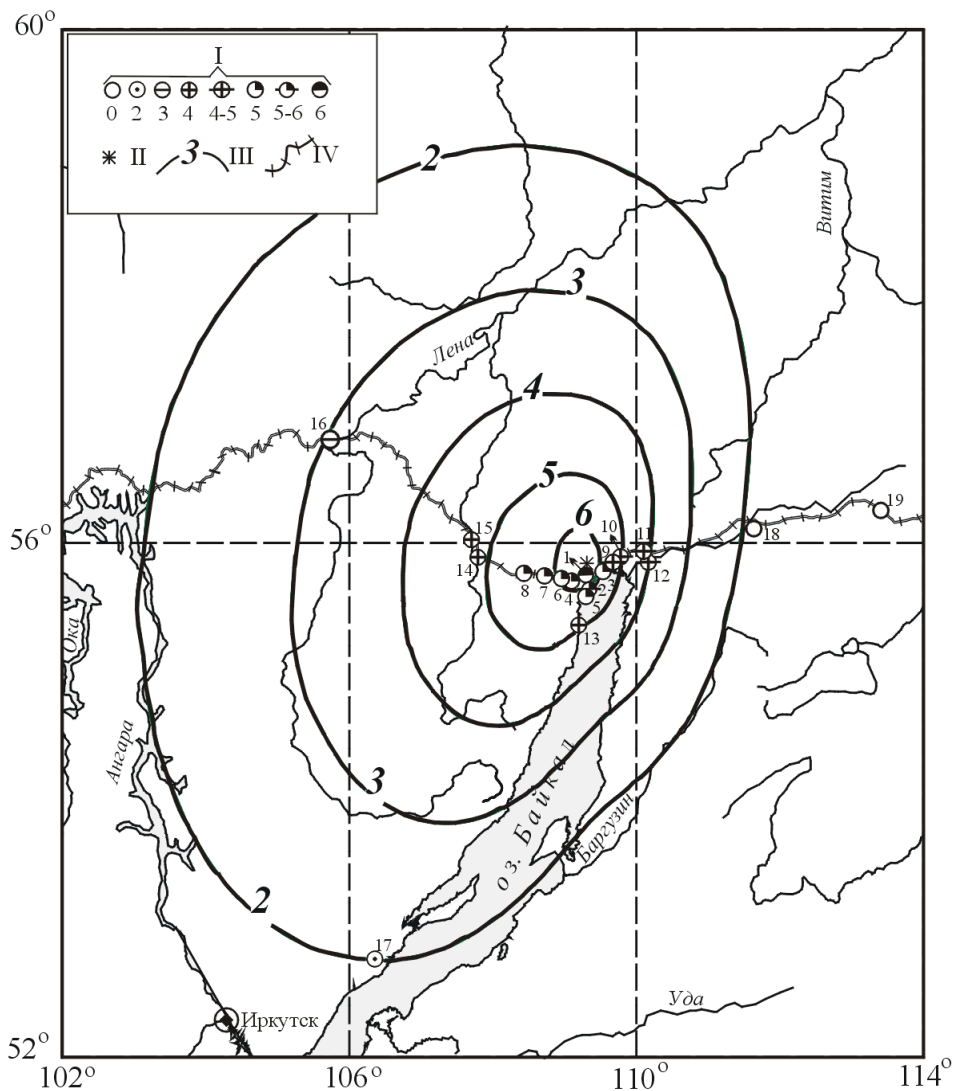 60°
I
0 2 3 4 4-5 5 5-6 6
II 3 III IV
2
Витим
3
Лена
4
16
5
6
19
10
11
15
56°
18
1
9
14
12
3
8
7
6
2
4
5
13
Ока
Ангара
оз. Байкал
3
Баргузин
2
17
Уда
Иркутск
52°
102° 106° 110° 114°